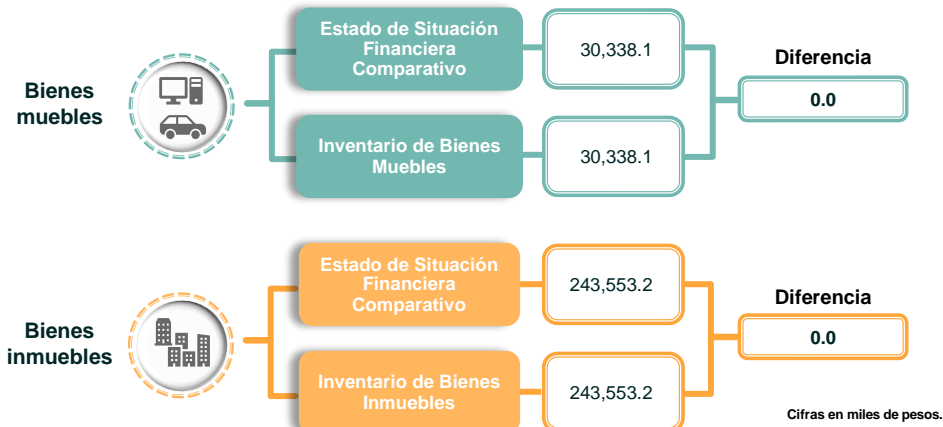 Bienes
muebles
Estado de Situación
Financiera
Comparativo
30,338.1
Inventario de Bienes
Muebles
30,338.1
Diferencia
0.0
Bienes
inmuebles
Estado de Situación
Financiera
Comparativo
243,553.2
Inventario de Bienes
Inmuebles
243,553.2
Diferencia
0.0
Cifras en miles de pesos.